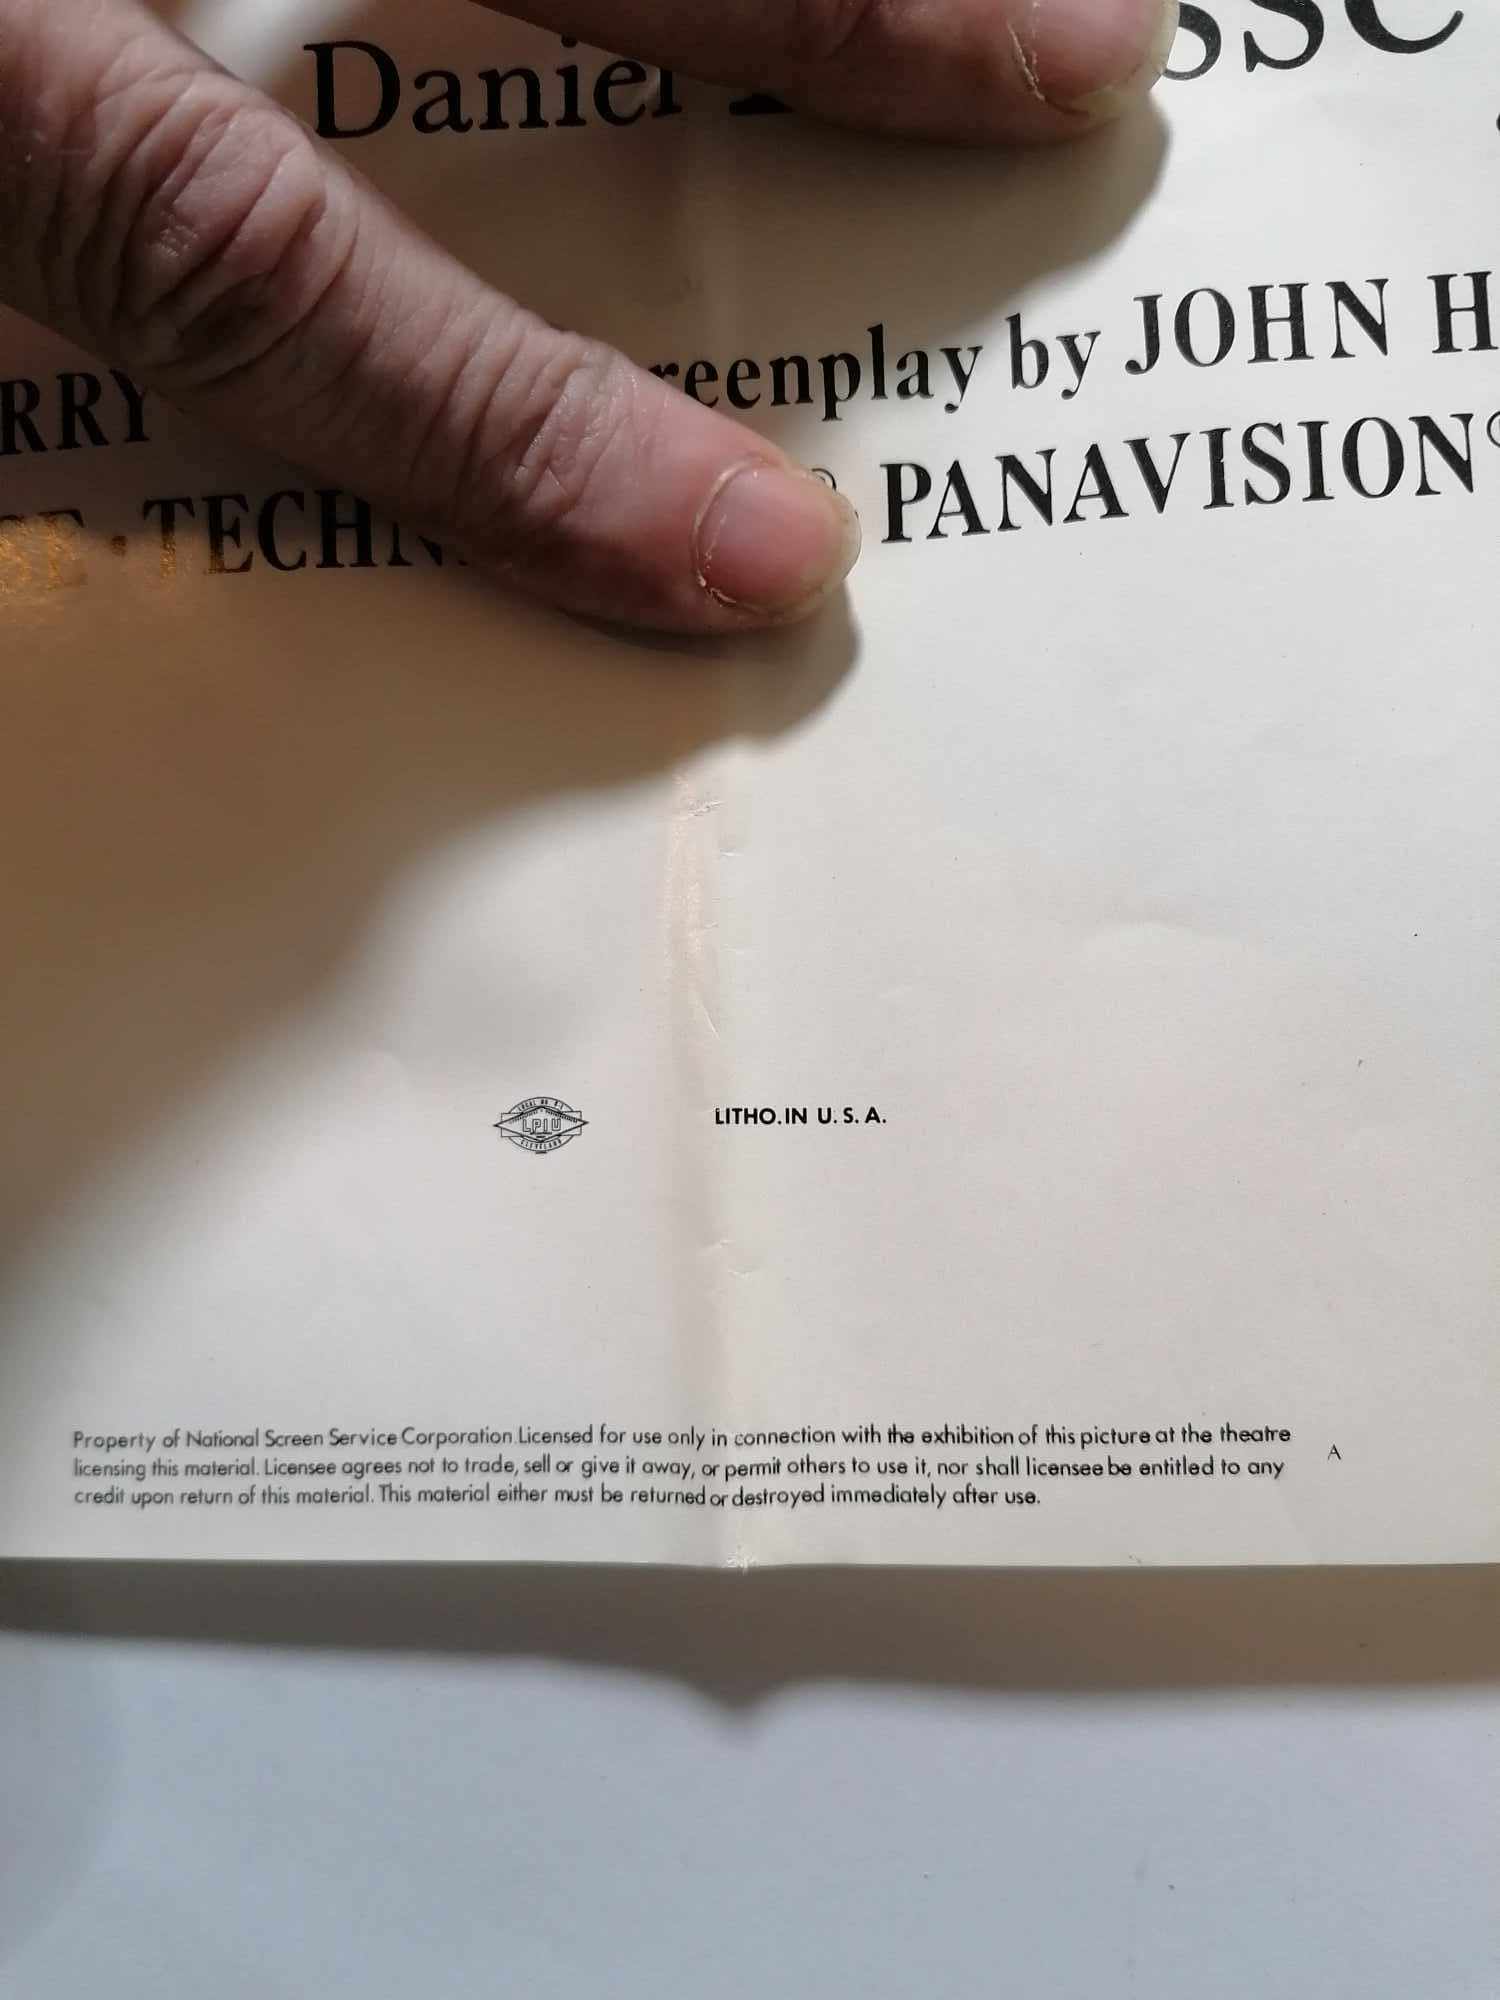 Daniel
RRY reenplay by JOHN H
· TECHN ® PANAVISION®
LPIU
CLEVELAND
LITHO. IN U. S. A.
Property of National Screen Service Corporation Licensed for use only in connection with the exhibition of this picture at the theatre
licensing this material. Licensee agrees not to trade, sell or give it away, or permit others to use it, nor shall licensee be entitled to any
credit upon return of this material. This material either must be returned or destroyed immediately after use.
A